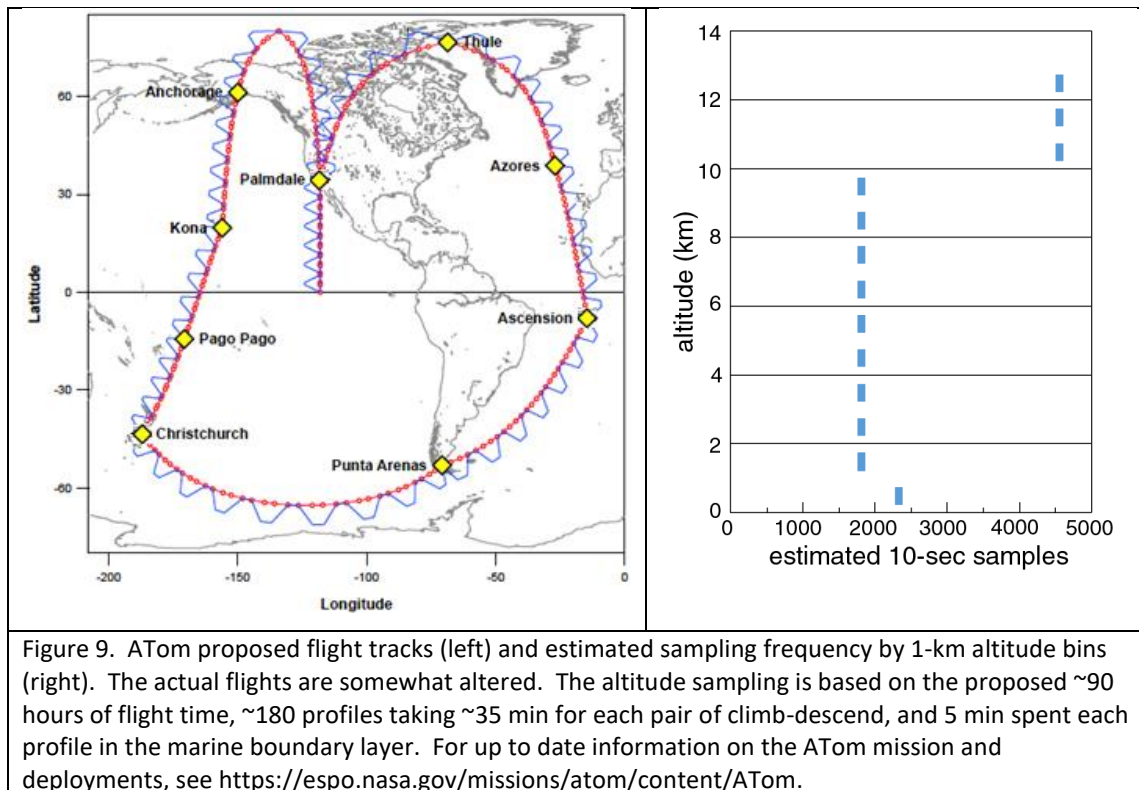 Thule
60
Anchorage
Azores
Palmdale
30
Kona
Latitude
0
Ascension
Pago Pago
-30
Christchurch
Punta Arenas
-60
-200
-150
-100
-50
0
Longitude
14
12
10
8
6
4
2
0
altitude (km)
0
1000
2000
3000
4000
5000
estimated 10-sec samples
Figure 9. ATom proposed flight tracks (left) and estimated sampling frequency by 1-km altitude bins
(right). The actual flights are somewhat altered. The altitude sampling is based on the proposed ~90
hours of flight time, ~180 profiles taking ~35 min for each pair of climb-descend, and 5 min spent each
profile in the marine boundary layer. For up to date information on the ATom mission and
deployments, see https://espo.nasa.gov/missions/atom/content/ATom.